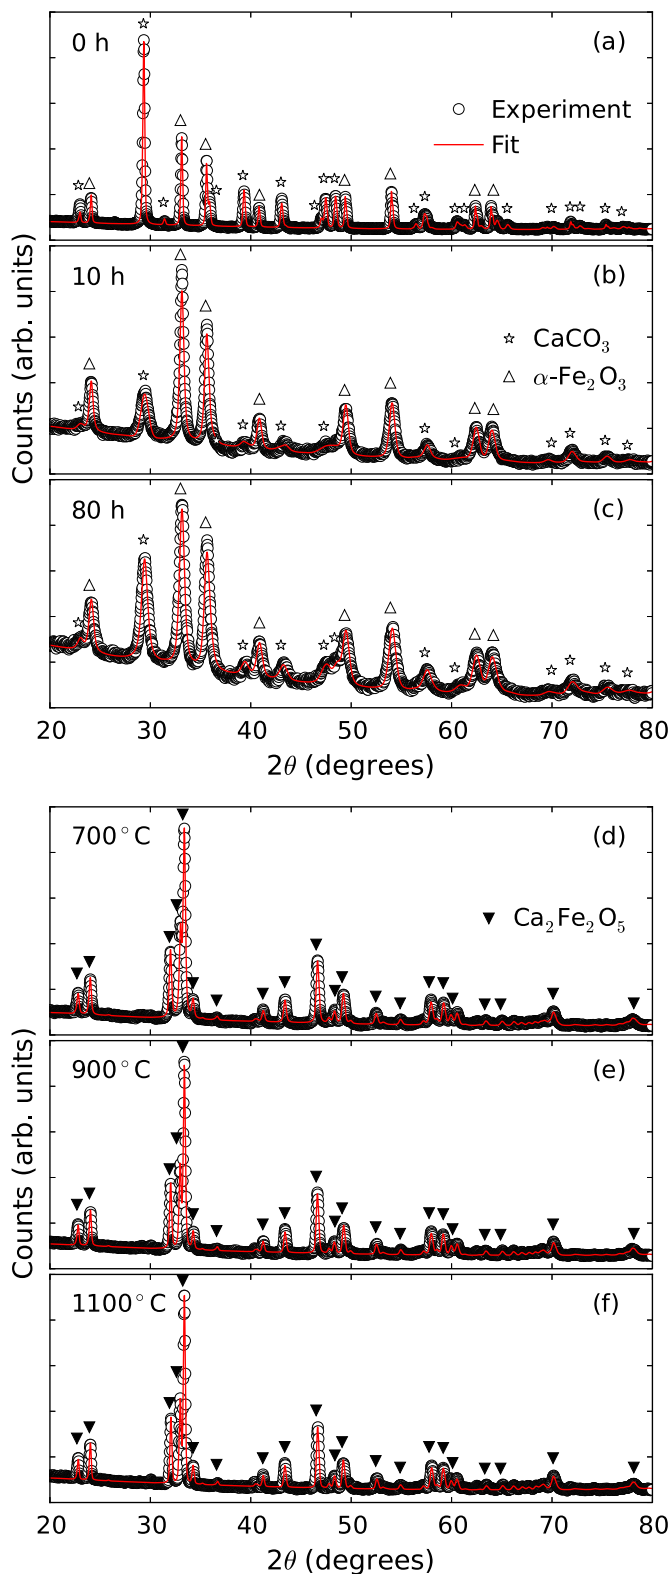 0 h
(a)
Experiment
Fit
10 h
(b)
CaCO₃
α-Fe₂O₃
80 h
(c)
Counts (arb. units)
20 30 40 50 60 70 80
2θ (degrees)
700°C
(d)
Ca₂Fe₂O₅
900°C
(e)
1100°C
(f)
Counts (arb. units)
20 30 40 50 60 70 80
2θ (degrees)